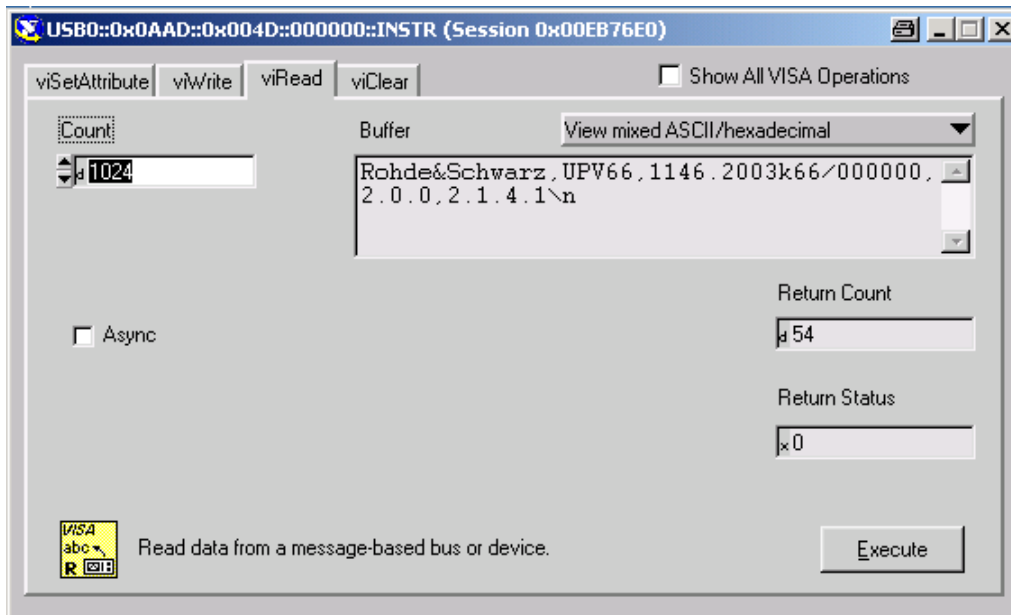 USB0::0x0AAD::0x004D::000000::INSTR (Session 0x00EB76E0)
viSetAttribute viWrite viRead viClear
Show All VISA Operations
Count
Buffer
View mixed ASCII/hexadecimal
d 1024
Rohde&Schwarz,UPV66,1146.2003k66/000000,
2.0.0,2.1.4.1\n
Return Count
d 54
Async
Return Status
x 0
VISA
abc
R
Read data from a message-based bus or device.
Execute